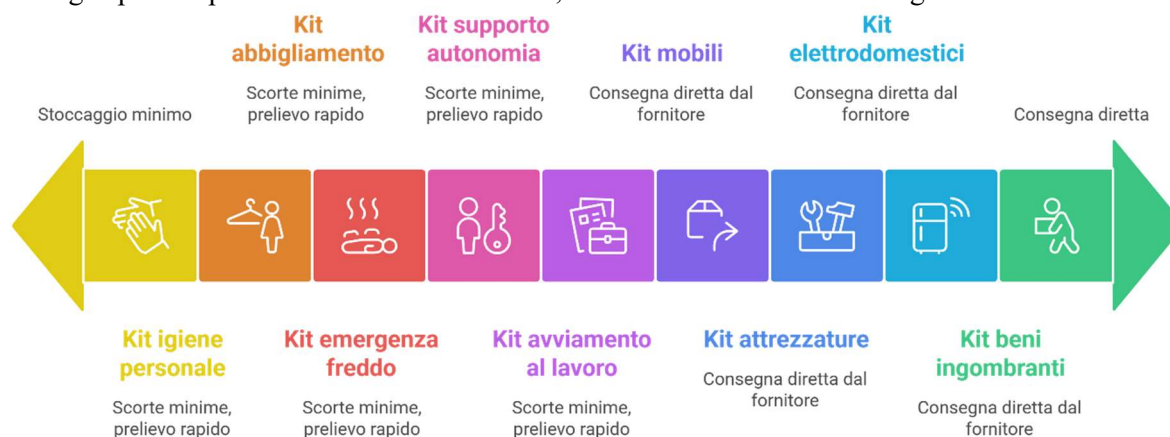 Kit
abbigliamento
Scorte minime,
prelievo rapido
Kit supporto
autonomia
Scorte minime,
prelievo rapido
Kit mobili
Consegna diretta dal
fornitore
Kit
elettrodomestici
Consegna diretta dal
fornitore
Stoccaggio minimo
Consegna diretta
Kit igiene
personale
Scorte minime,
prelievo rapido
Kit emergenza
freddo
Scorte minime,
prelievo rapido
Kit avviamento
al lavoro
Scorte minime,
prelievo rapido
Kit attrezzature
Consegna diretta dal
fornitore
Kit beni
ingombranti
Consegna diretta dal
fornitore